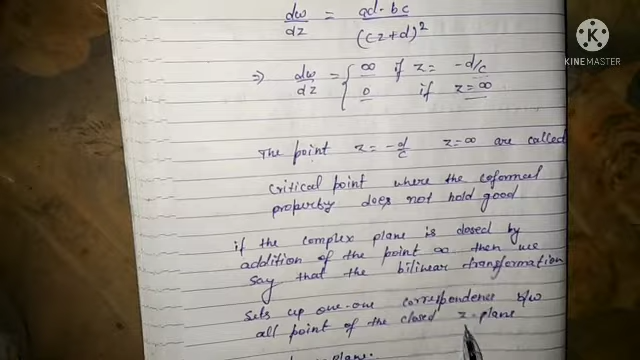 K
KINEMASTER
dw/dz = ad - bc / (cz+d)²
⇒ dw/dz = { ∞ if z = -d/c
0 if z = ∞
The point z = -d/c z = ∞ are called
critical point where the coformal
property does not hold good
if the complex plane is closed by
addition of the point ∞ then we
say that the bilinear transformation
sets up one-one correspondence b/w
all point of the closed z-plane
plane.